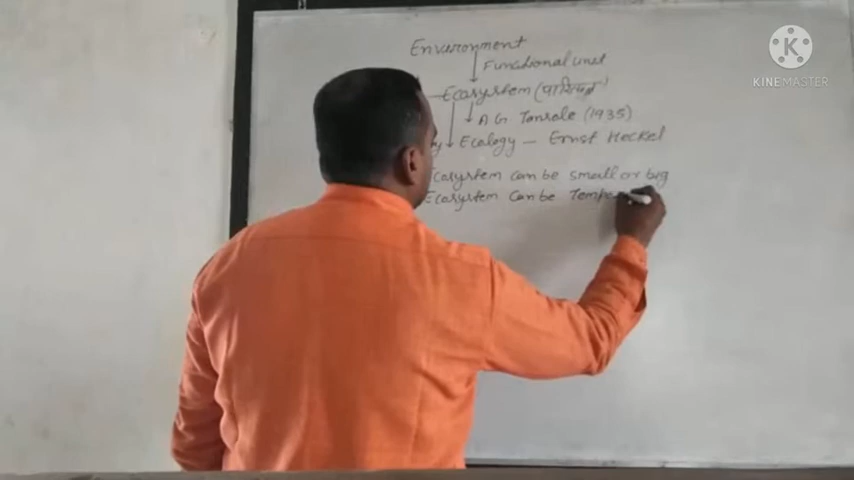 Environment
Functional unit
Ecosystem
A G Tansale (1935)
Ecology - Ernst Heckel
Ecosystem can be small or big
Ecosystem can be Tempo
KINEMASTER